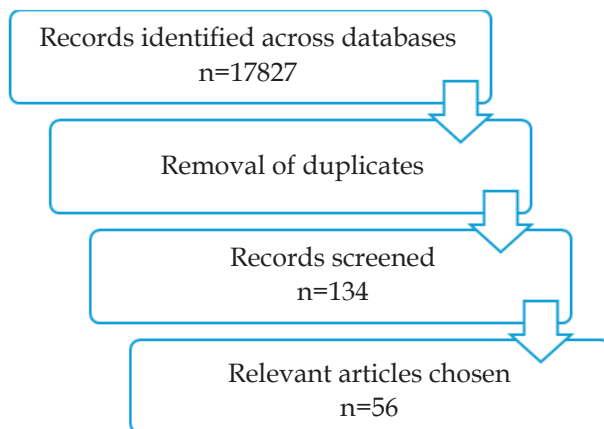 Records identified across databases
n=17827
Removal of duplicates
Records screened
n=134
Relevant articles chosen
n=56